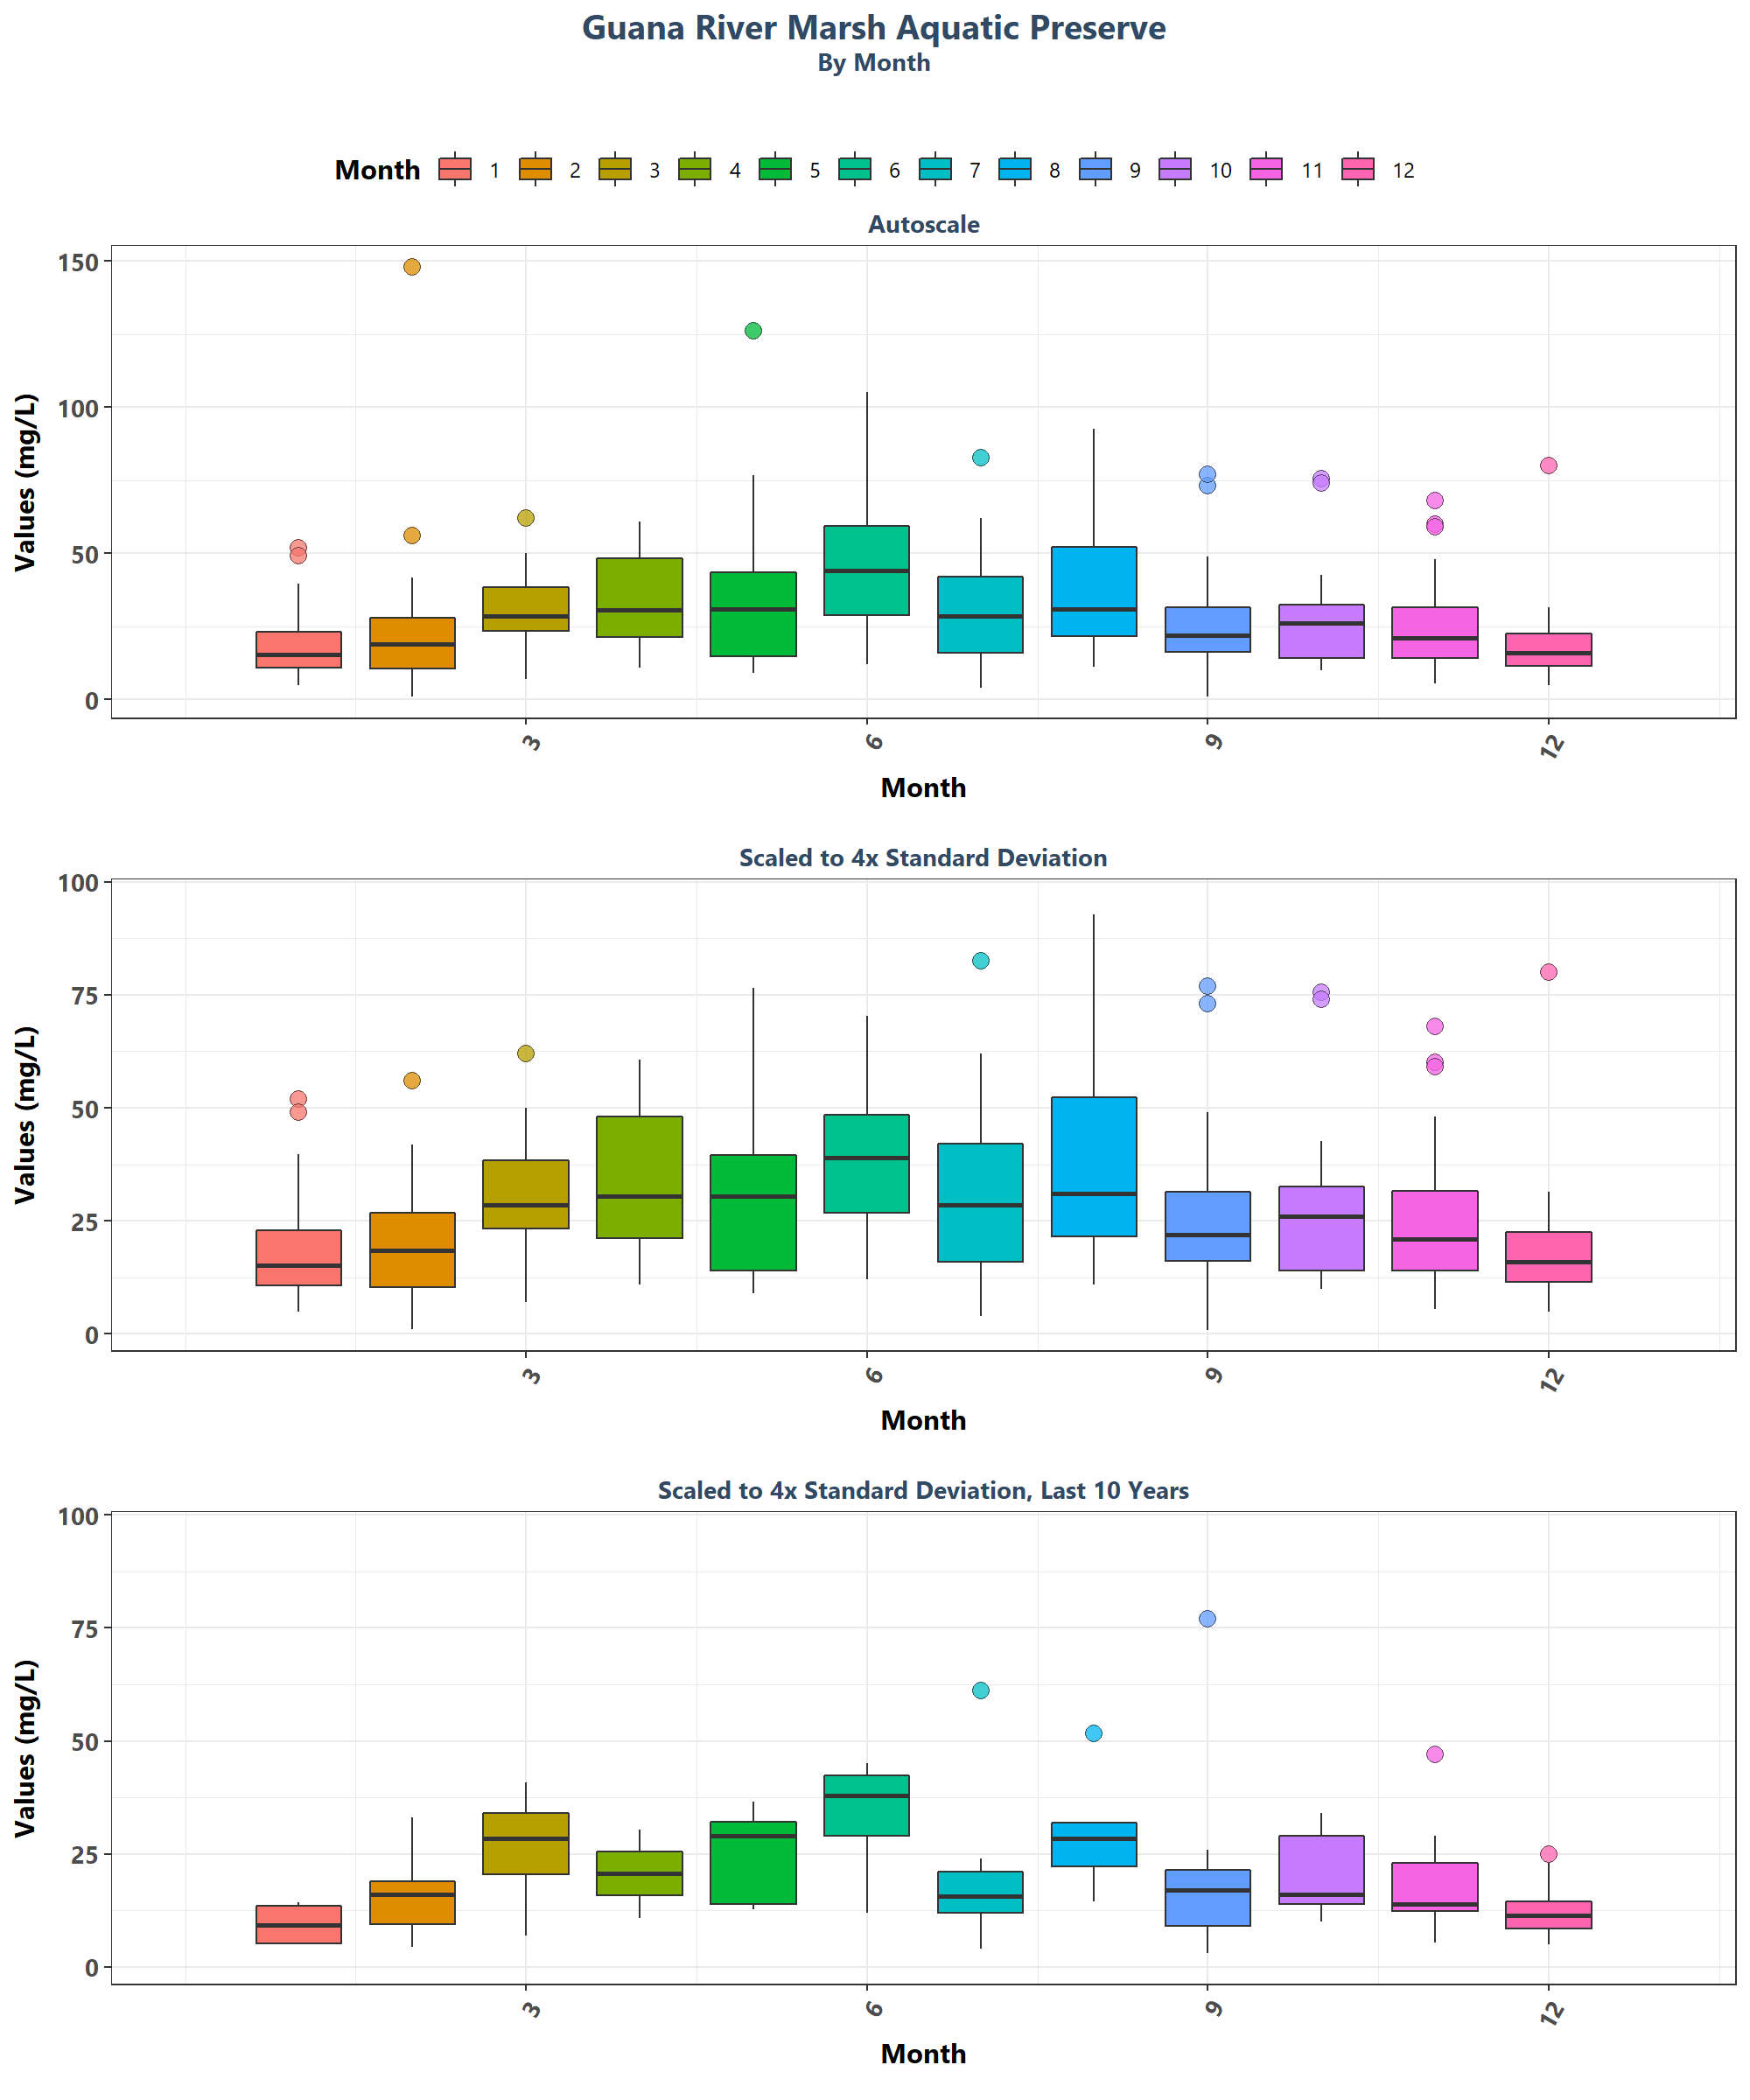 Guana River Marsh Aquatic Preserve
By Month
Month 1 2 3 4 5 6 7 8 9 10 11 12
Autoscale
Values (mg/L)
150
100
50
0
3 6 9 12
Month
Scaled to 4x Standard Deviation
Values (mg/L)
100
75
50
25
0
3 6 9 12
Month
Scaled to 4x Standard Deviation, Last 10 Years
Values (mg/L)
100
75
50
25
0
3 6 9 12
Month